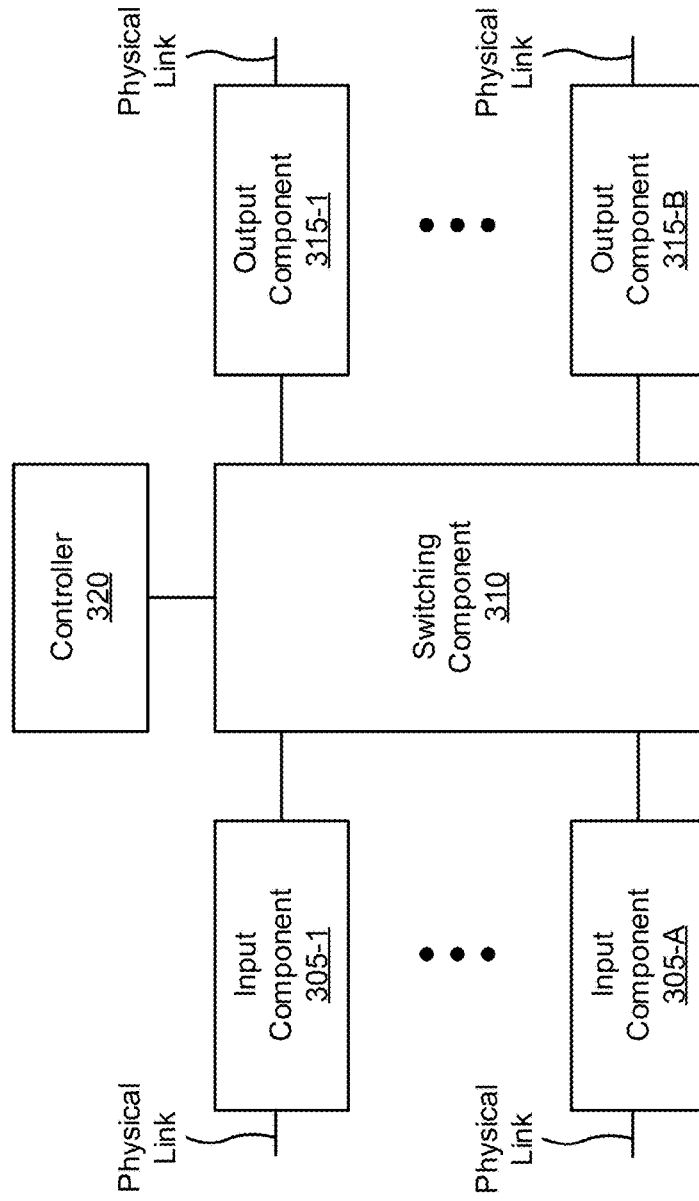 Controller
320
Physical
Link
Input
Component
305-1
Switching
Component
310
Output
Component
315-1
Physical
Link
Physical
Link
Input
Component
305-A
Output
Component
315-B
Physical
Link